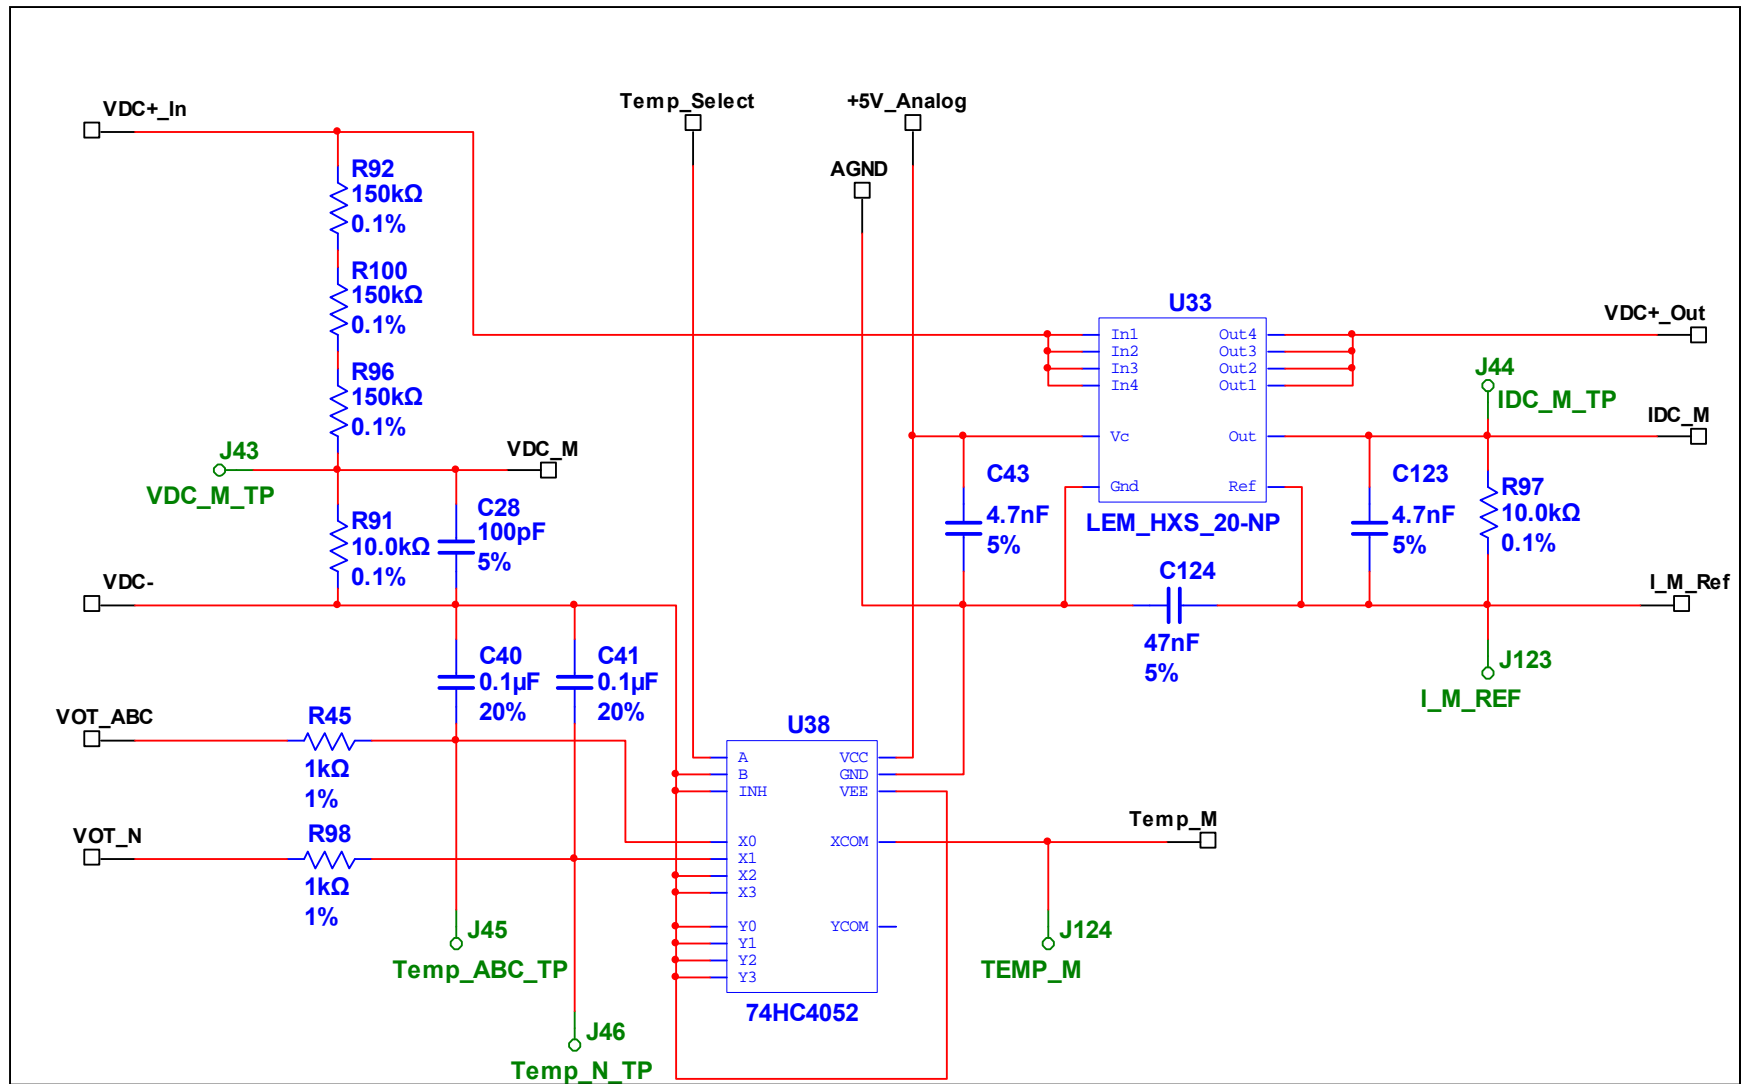 VDC+_In
Temp_Select
+5V_Analog
AGND
R92
150kΩ
0.1%
R100
150kΩ
0.1%
R96
150kΩ
0.1%
J43
VDC_M_TP
VDC_M
R91
10.0kΩ
0.1%
C28
100pF
5%
VDC-
U33
In1
In2
In3
In4
Out4
Out3
Out2
Out1
Vc
Out
Gnd
Ref
LEM_HXS_20-NP
VDC+_Out
J44
IDC_M_TP
IDC_M
C43
4.7nF
5%
C123
4.7nF
5%
R97
10.0kΩ
0.1%
C124
47nF
5%
I_M_Ref
J123
I_M_REF
C40
0.1µF
20%
C41
0.1µF
20%
VOT_ABC
R45
1kΩ
1%
VOT_N
R98
1kΩ
1%
U38
A
B
INH
X0
X1
X2
X3
Y0
Y1
Y2
Y3
VCC
GND
VEE
XCOM
YCOM
74HC4052
Temp_M
J124
TEMP_M
J45
Temp_ABC_TP
J46
Temp_N_TP